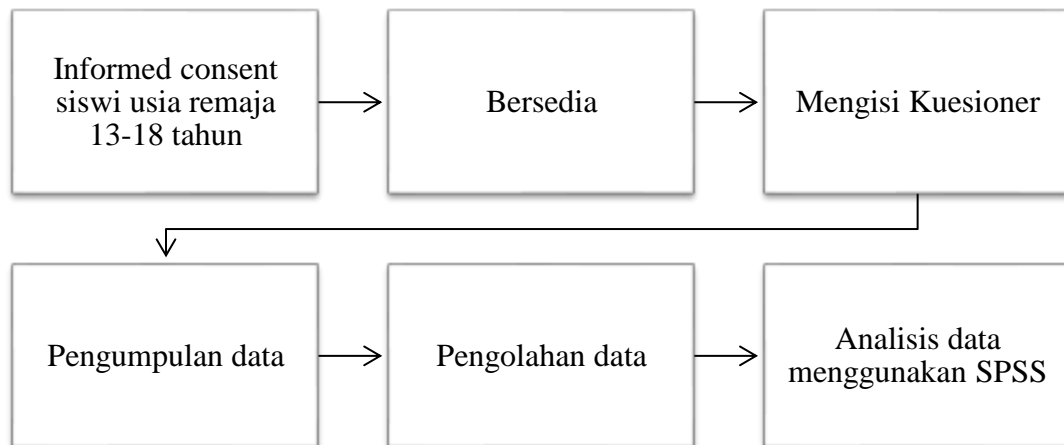 Informed consent
siswi usia remaja
13-18 tahun
Bersedia
Mengisi Kuesioner
Pengumpulan data
Pengolahan data
Analisis data
menggunakan SPSS